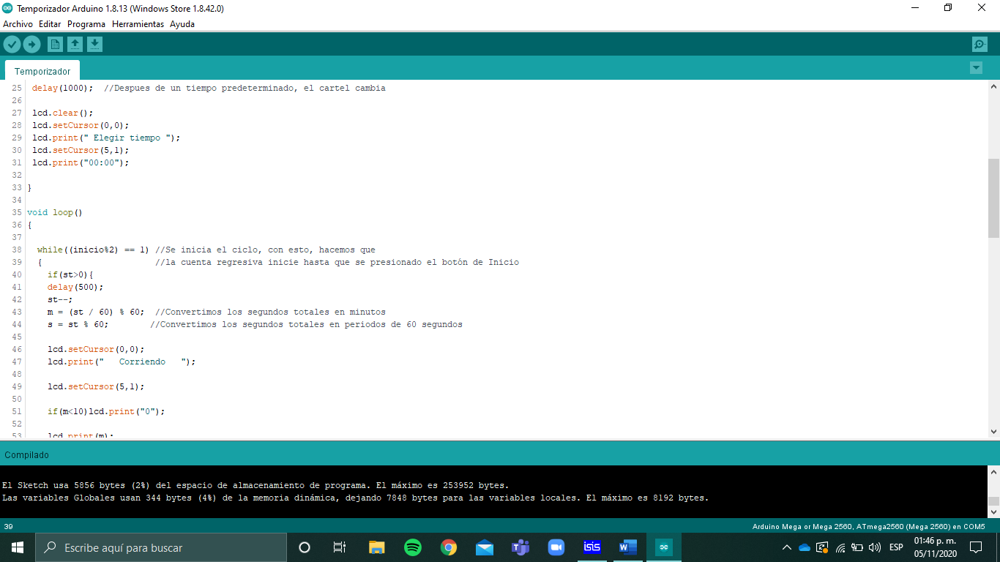 Temporizador Arduino 1.8.13 (Windows Store 1.8.42.0)
Archivo Editar Programa Herramientas Ayuda
Temporizador
25 delay(1000);  //Despues de un tiempo predeterminado, el cartel cambia
26
27 lcd.clear();
28 lcd.setCursor(0,0);
29 lcd.print(" Elegir tiempo ");
30 lcd.setCursor(5,1);
31 lcd.print("00:00");
32
33 }
34
35 void loop()
36 {
37
38   while((inicio%2) == 1) //Se inicia el ciclo, con esto, hacemos que
39   {                      //la cuenta regresiva inicie hasta que se presionado el botón de Inicio
40     if(st>0){
41     delay(500);
42     st--;
43     m = (st / 60) % 60;  //Convertimos los segundos totales en minutos
44     s = st % 60;        //Convertimos los segundos totales en periodos de 60 segundos
45
46     lcd.setCursor(0,0);
47     lcd.print("   Corriendo   ");
48
49     lcd.setCursor(5,1);
50
51     if(m<10)lcd.print("0");
52
53     lcd.print(m);
Compilado
El Sketch usa 5856 bytes (2%) del espacio de almacenamiento de programa. El máximo es 253952 bytes.
Las variables Globales usan 344 bytes (4%) de la memoria dinámica, dejando 7848 bytes para las variables locales. El máximo es 8192 bytes.
39 Arduino Mega or Mega 2560, ATmega2560 (Mega 2560) en COM5
Escribe aquí para buscar
isis
ESP
01:46 p. m.
05/11/2020